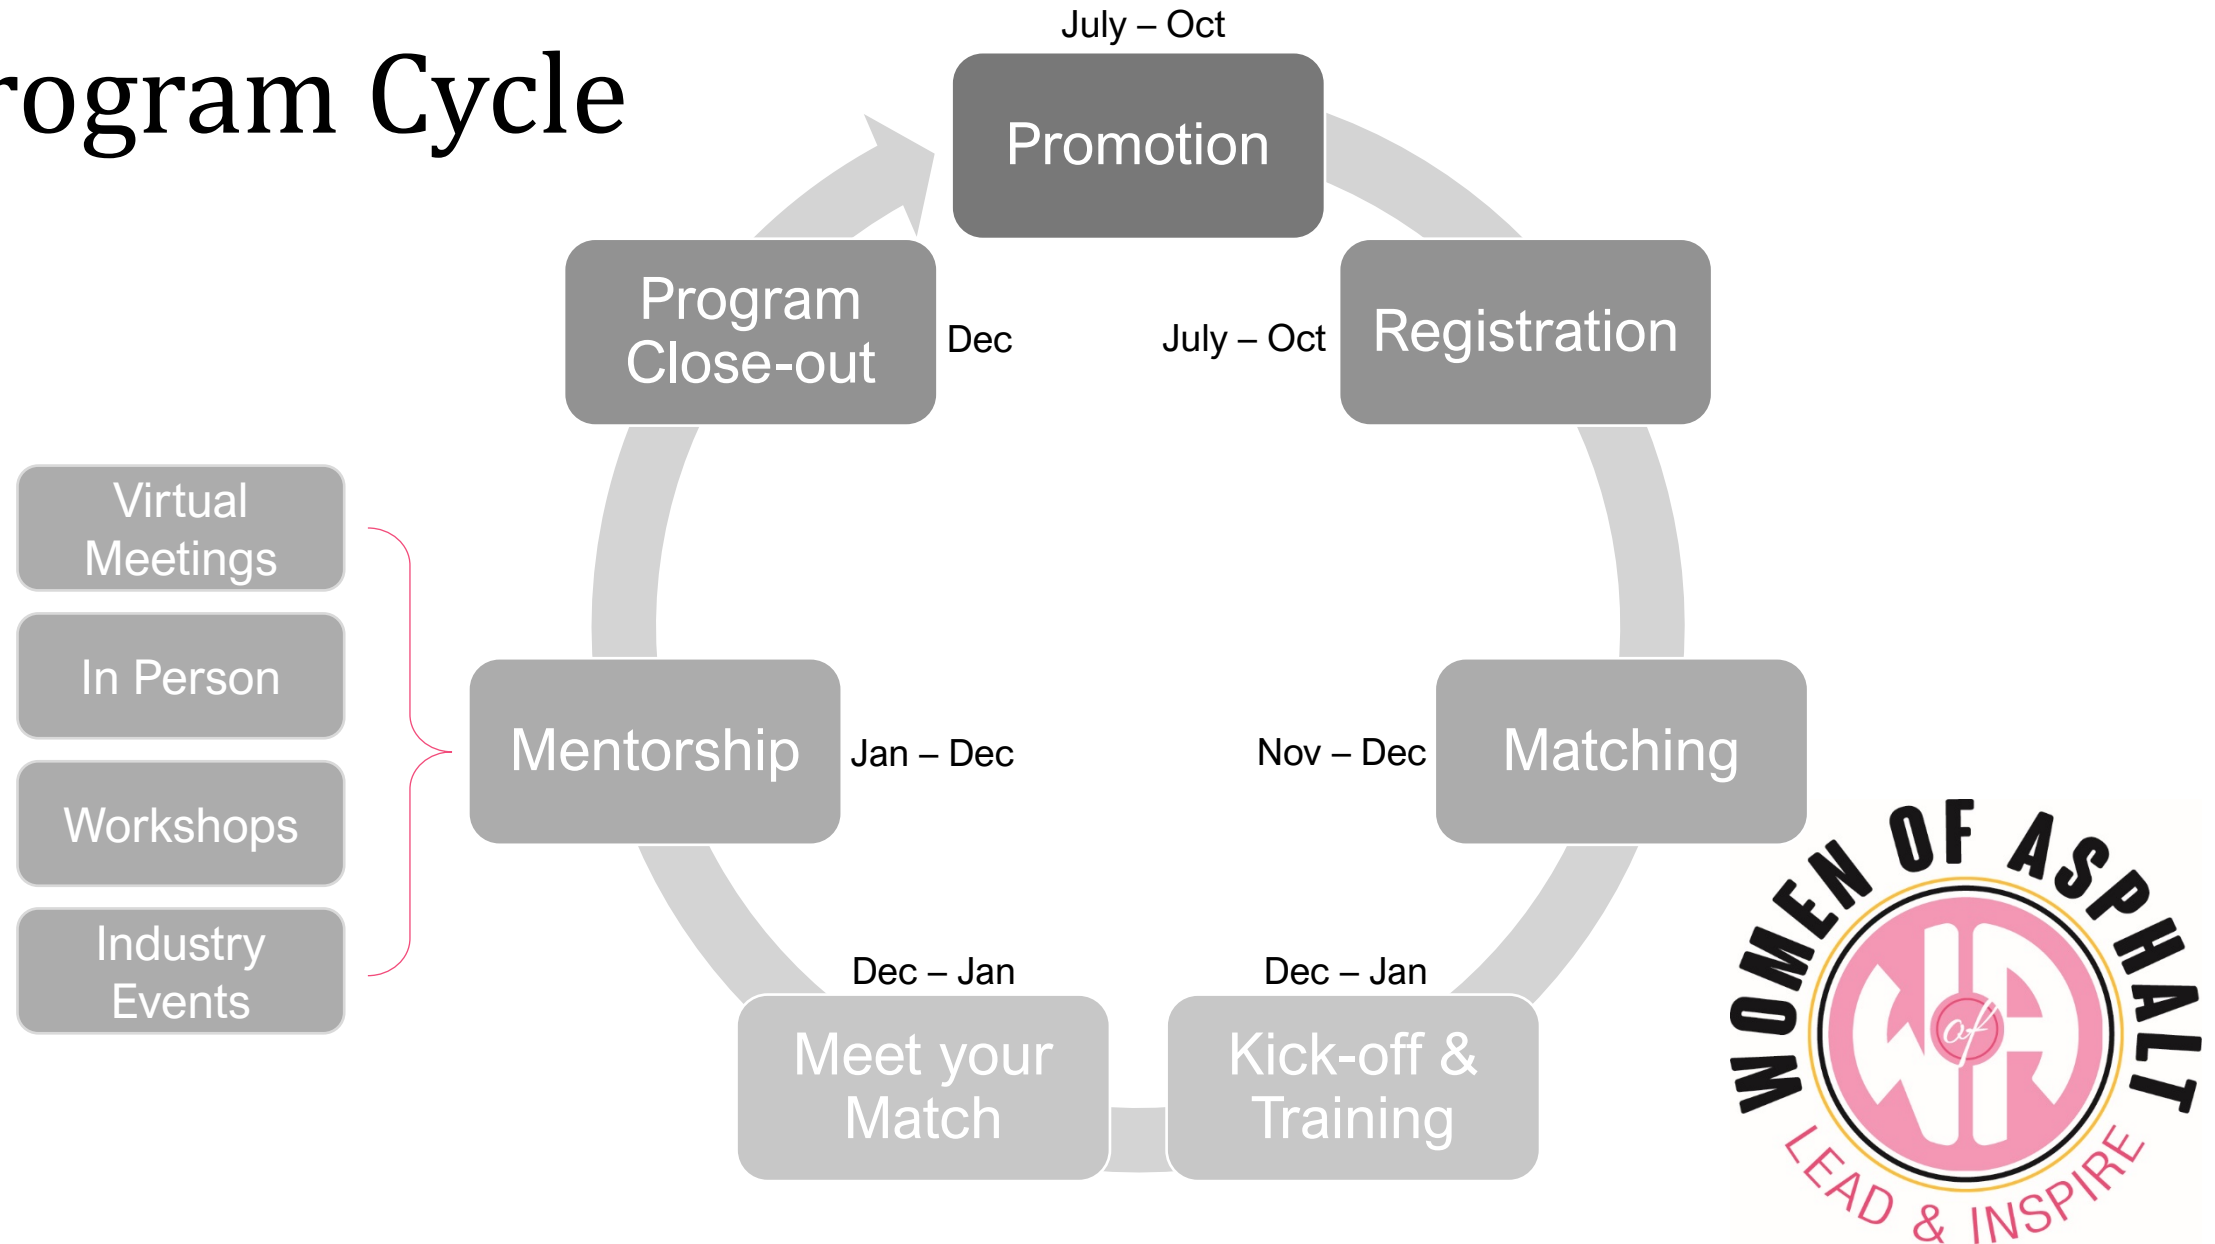 rogram Cycle
July – Oct
Promotion
Registration
July – Oct
Matching
Nov – Dec
Dec – Jan
Kick-off &
Training
Dec – Jan
Meet your
Match
Mentorship
Jan – Dec
Program
Close-out
Dec
Virtual
Meetings
In Person
Workshops
Industry
Events
WOMEN OF ASPHALT
W of A
LEAD & INSPIRE